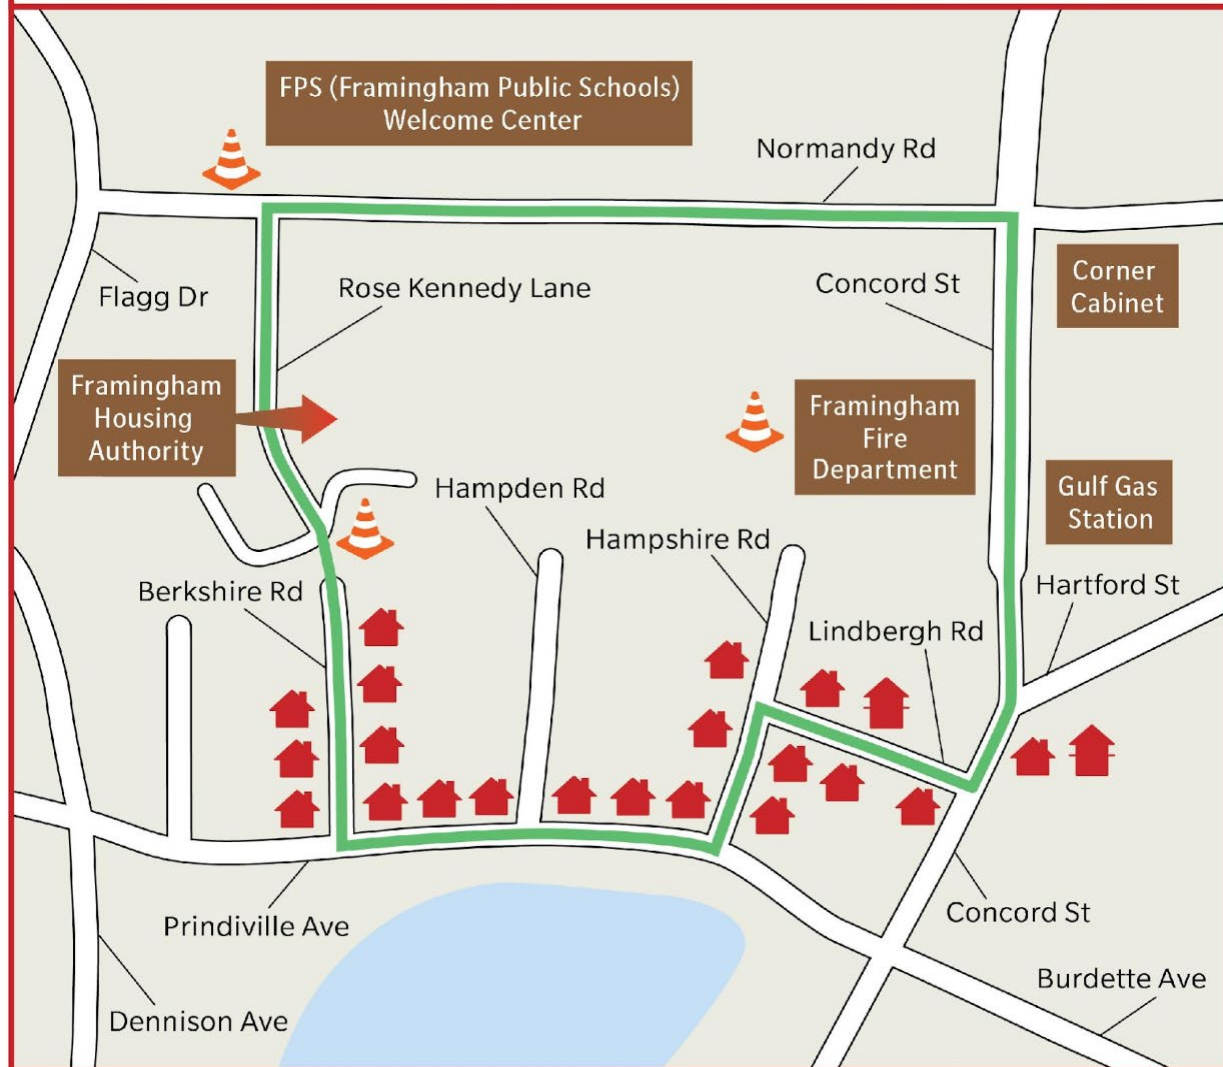 FPS (Framingham Public Schools)
Welcome Center
Normandy Rd
Flagg Dr
Rose Kennedy Lane
Concord St
Corner
Cabinet
Framingham
Housing
Authority
Framingham
Fire
Department
Gulf Gas
Station
Hampden Rd
Hampshire Rd
Berkshire Rd
Hartford St
Lindbergh Rd
Prindiville Ave
Concord St
Burdette Ave
Dennison Ave